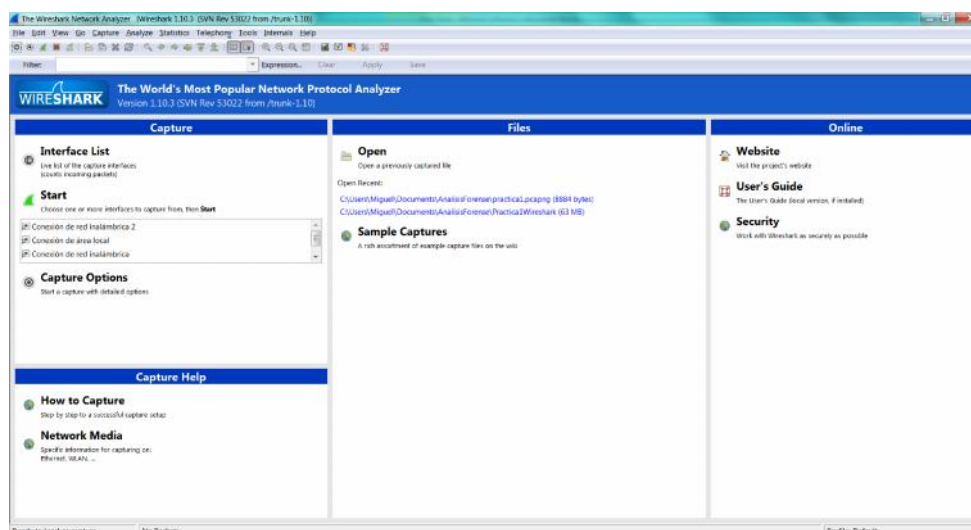 The Wireshark Network Analyzer [Wireshark 1.10.3 (SVN Rev 53022 from /trunk-1.10)]
File Edit View Go Capture Analyze Statistics Telephony Tools Internals Help
Filter: Expression... Clear Apply Save
WIRESHARK
The World's Most Popular Network Protocol Analyzer
Version 1.10.3 (SVN Rev 53022 from /trunk-1.10)
Capture
Interface List
Live list of the capture interfaces
(counts incoming packets)
Start
Choose one or more interfaces to capture from, then Start
Conexión de red inalámbrica 2
Conexión de área local
Conexión de red inalámbrica
Capture Options
Start a capture with detailed options
Capture Help
How to Capture
Step by step to a successful capture setup
Network Media
Specific information for capturing on:
Ethernet, WLAN, ...
Files
Open
Open a previously captured file
Open Recent:
C:\Users\Miguel\Documents\AnalisisForense\practica1.pcapng (8884 bytes)
C:\Users\Miguel\Documents\AnalisisForense\Practica1Wireshark (63 MB)
Sample Captures
A rich assortment of example capture files on the wiki
Online
Website
Visit the project's website
User's Guide
The User's Guide (local version, if installed)
Security
Work with Wireshark as securely as possible